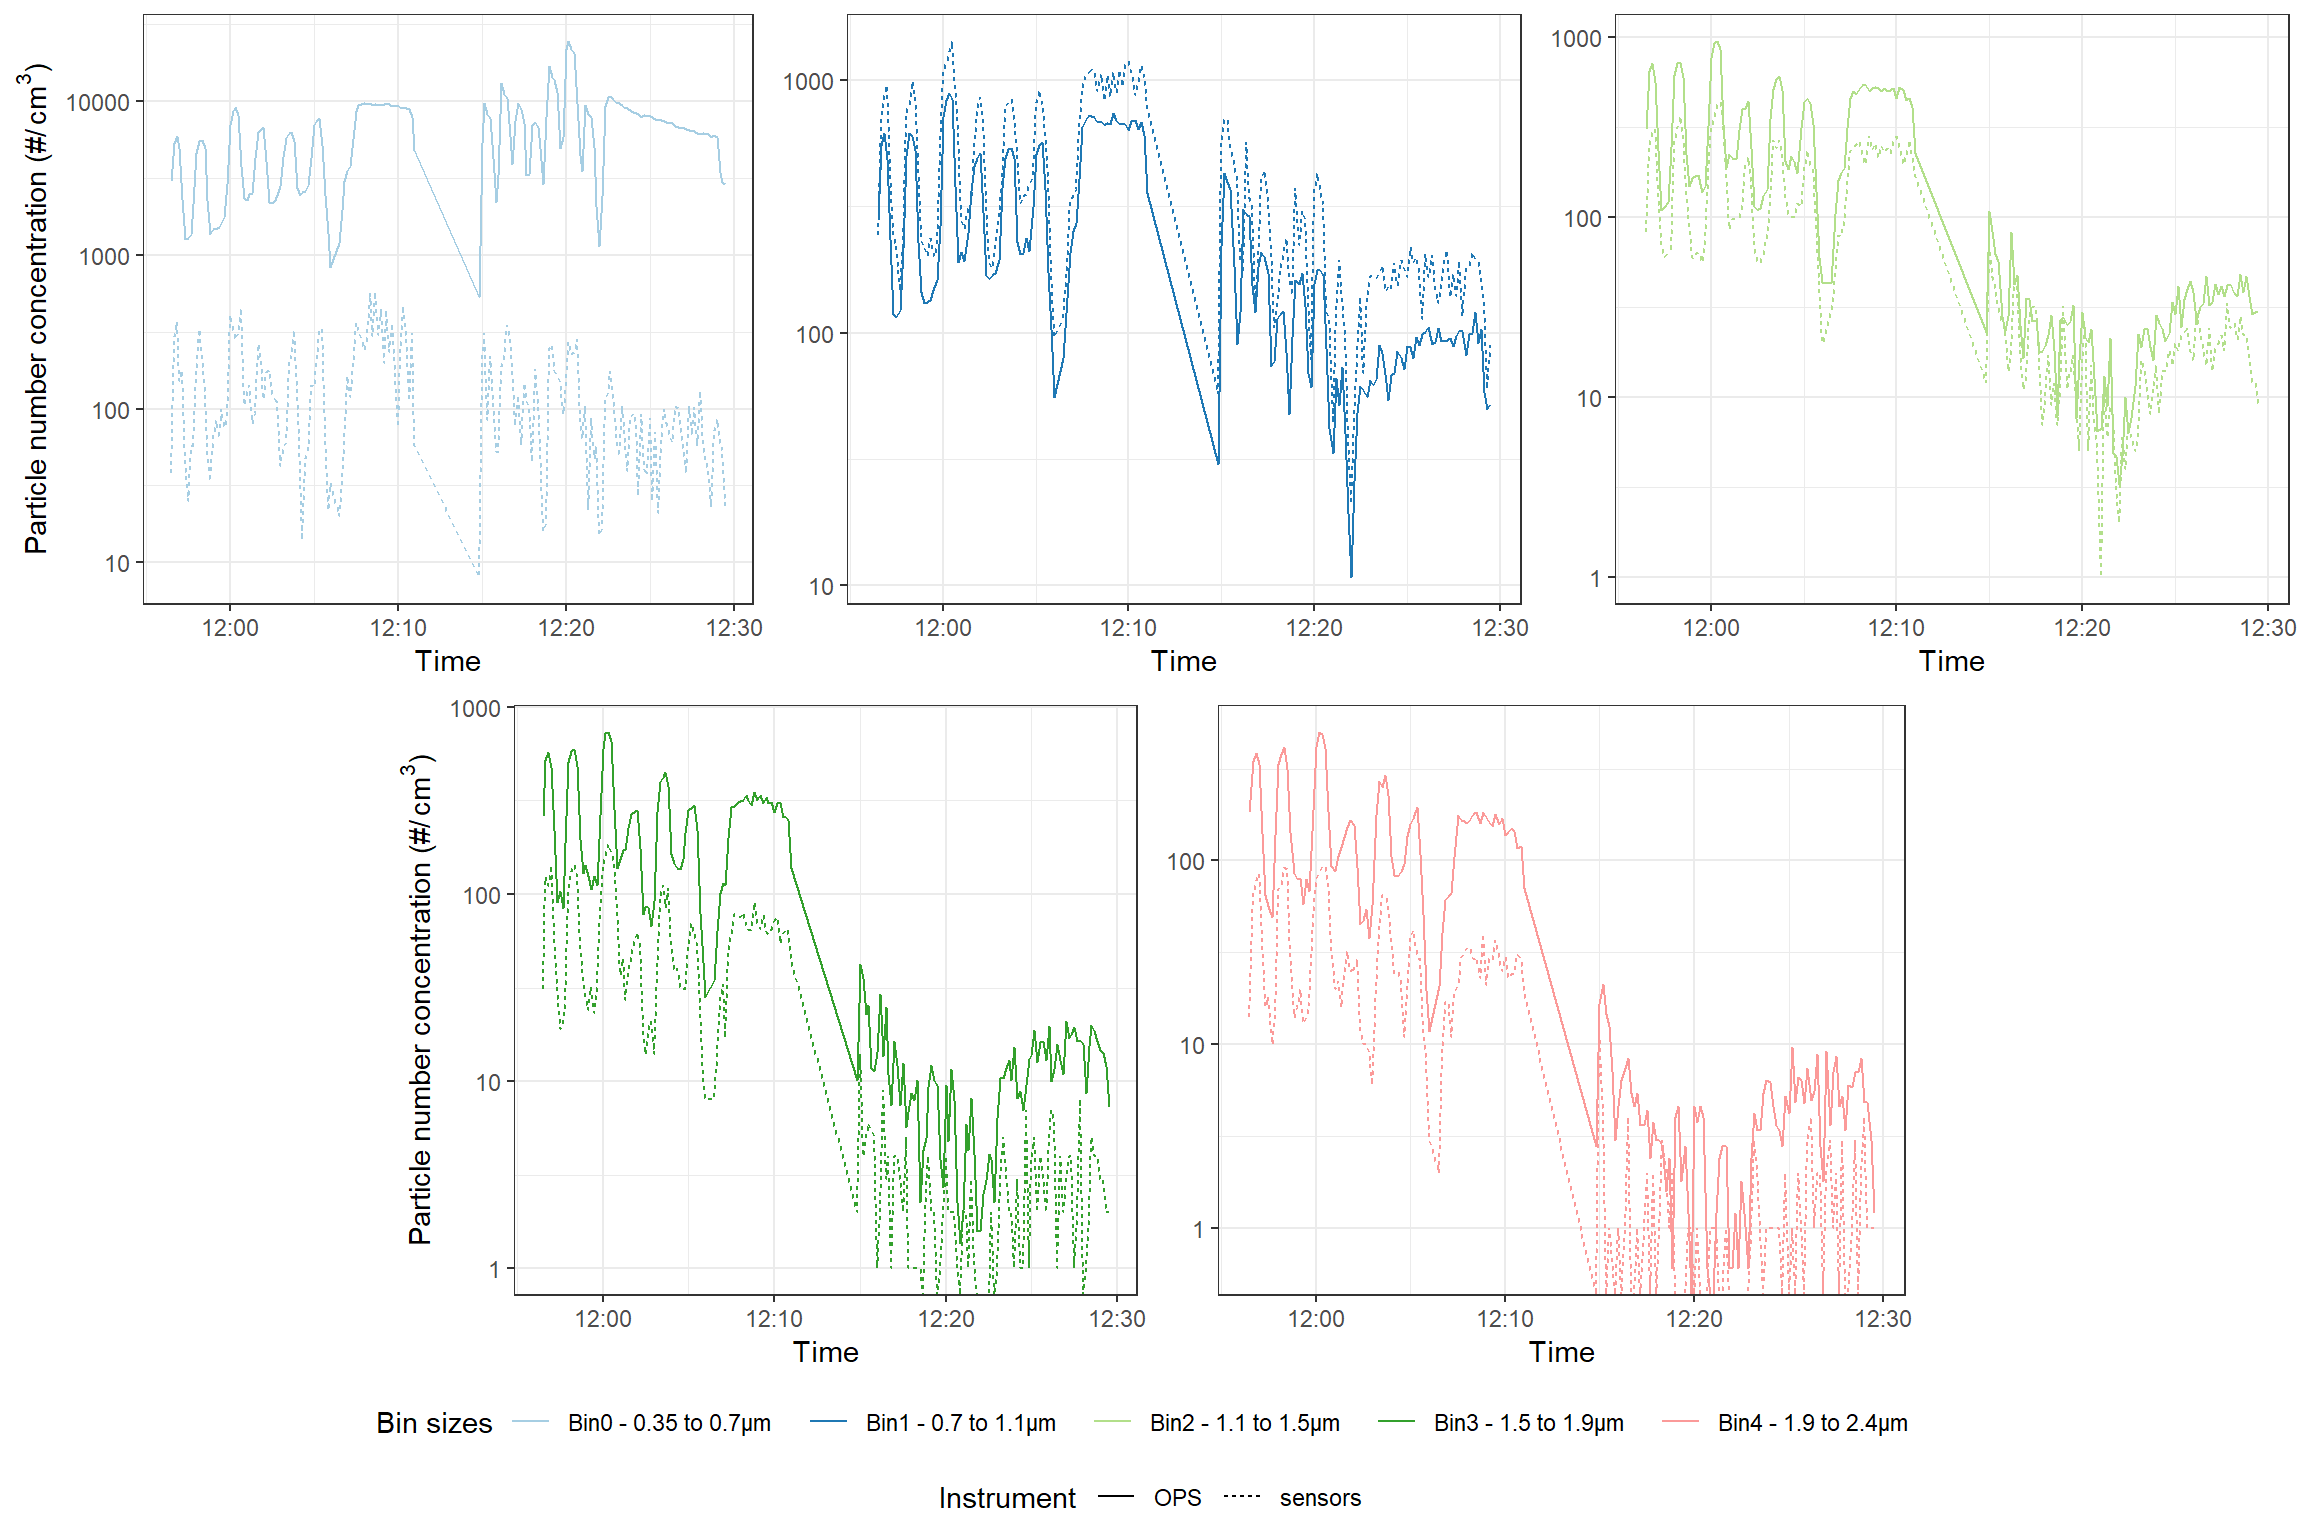 Particle number concentration (#/cm³)
10000
1000
100
10
12:00 12:10 12:20 12:30
Time
1000
100
10
12:00 12:10 12:20 12:30
Time
1000
100
10
1
12:00 12:10 12:20 12:30
Time
Particle number concentration (#/cm³)
1000
100
10
1
12:00 12:10 12:20 12:30
Time
100
10
1
12:00 12:10 12:20 12:30
Time
Bin sizes Bin0 - 0.35 to 0.7µm Bin1 - 0.7 to 1.1µm Bin2 - 1.1 to 1.5µm Bin3 - 1.5 to 1.9µm Bin4 - 1.9 to 2.4µm
Instrument OPS sensors